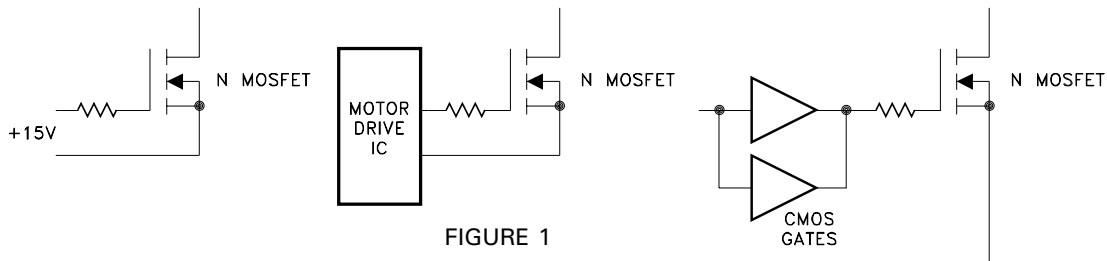 N MOSFET
+15V
MOTOR
DRIVE
IC
N MOSFET
N MOSFET
CMOS
GATES
FIGURE 1